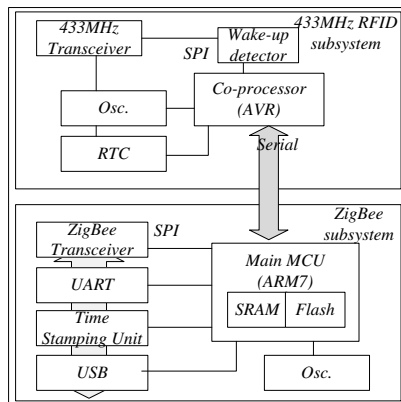 433MHz RFID
subsystem
433MHz
Transceiver
SPI
Wake-up
detector
Co-processor
(AVR)
Osc.
RTC
Serial
ZigBee
subsystem
ZigBee
Transceiver
SPI
Main MCU
(ARM7)
SRAM Flash
UART
Time
Stamping Unit
USB
Osc.